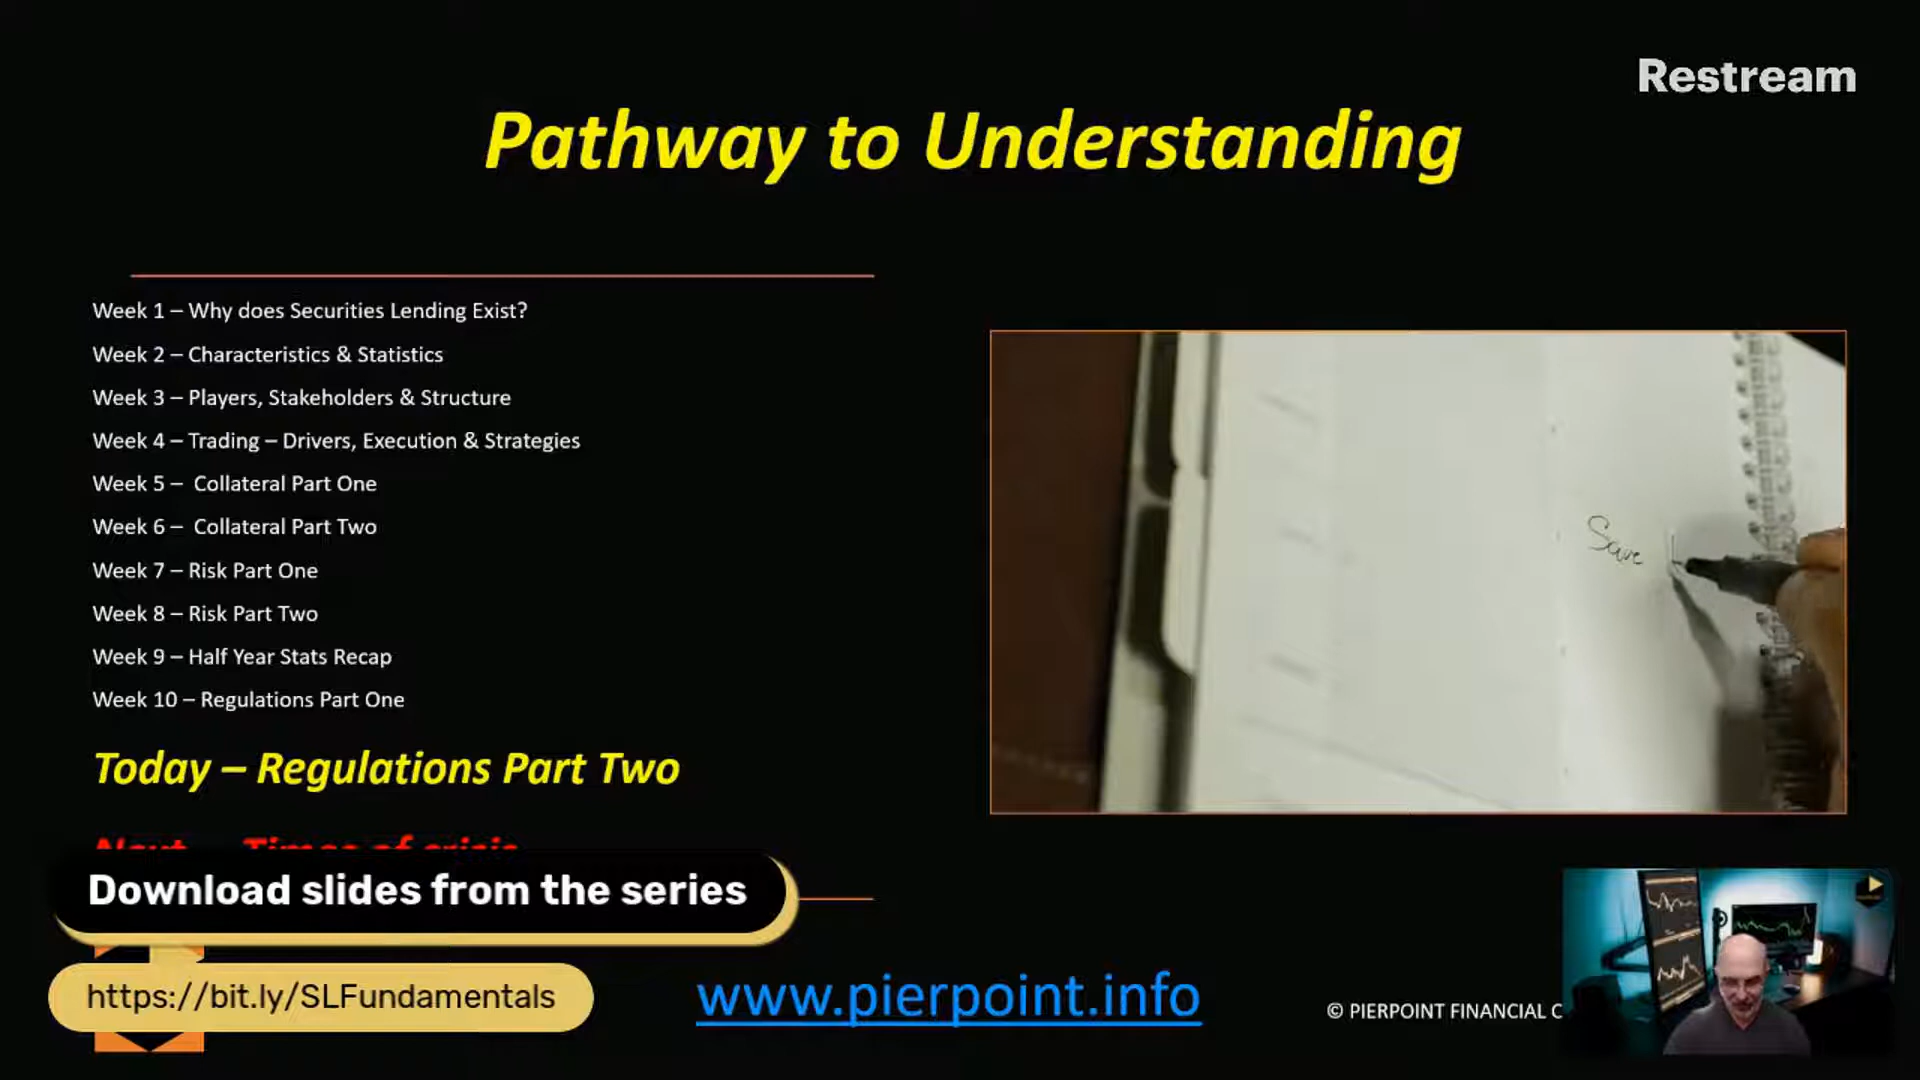 Restream
Pathway to Understanding
Week 1 – Why does Securities Lending Exist?
Week 2 – Characteristics & Statistics
Week 3 – Players, Stakeholders & Structure
Week 4 – Trading – Drivers, Execution & Strategies
Week 5 – Collateral Part One
Week 6 – Collateral Part Two
Week 7 – Risk Part One
Week 8 – Risk Part Two
Week 9 – Half Year Stats Recap
Week 10 – Regulations Part One
Save
Today – Regulations Part Two
Next – Times of crisis
Download slides from the series
https://bit.ly/SLFundamentals
www.pierpoint.info
© PIERPOINT FINANCIAL C